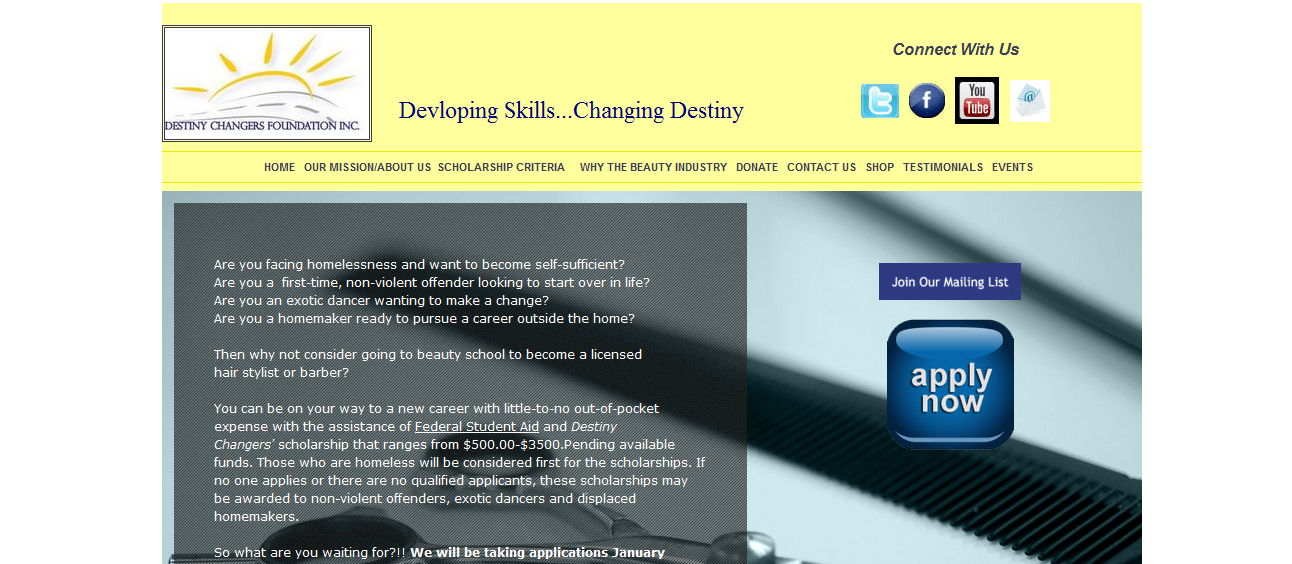 DESTINY CHANGERS FOUNDATION INC.
Devloping Skills...Changing Destiny
Connect With Us
t
f
You
Tube
@
HOME OUR MISSION/ABOUT US SCHOLARSHIP CRITERIA WHY THE BEAUTY INDUSTRY DONATE CONTACT US SHOP TESTIMONIALS EVENTS
Are you facing homelessness and want to become self-sufficient?
Are you a first-time, non-violent offender looking to start over in life?
Are you an exotic dancer wanting to make a change?
Are you a homemaker ready to pursue a career outside the home?
Then why not consider going to beauty school to become a licensed
hair stylist or barber?
You can be on your way to a new career with little-to-no out-of-pocket
expense with the assistance of Federal Student Aid and Destiny
Changers' scholarship that ranges from $500.00-$3500.Pending available
funds. Those who are homeless will be considered first for the scholarships. If
no one applies or there are no qualified applicants, these scholarships may
be awarded to non-violent offenders, exotic dancers and displaced
homemakers.
So what are you waiting for?!! We will be taking applications January
Join Our Mailing List
apply
now